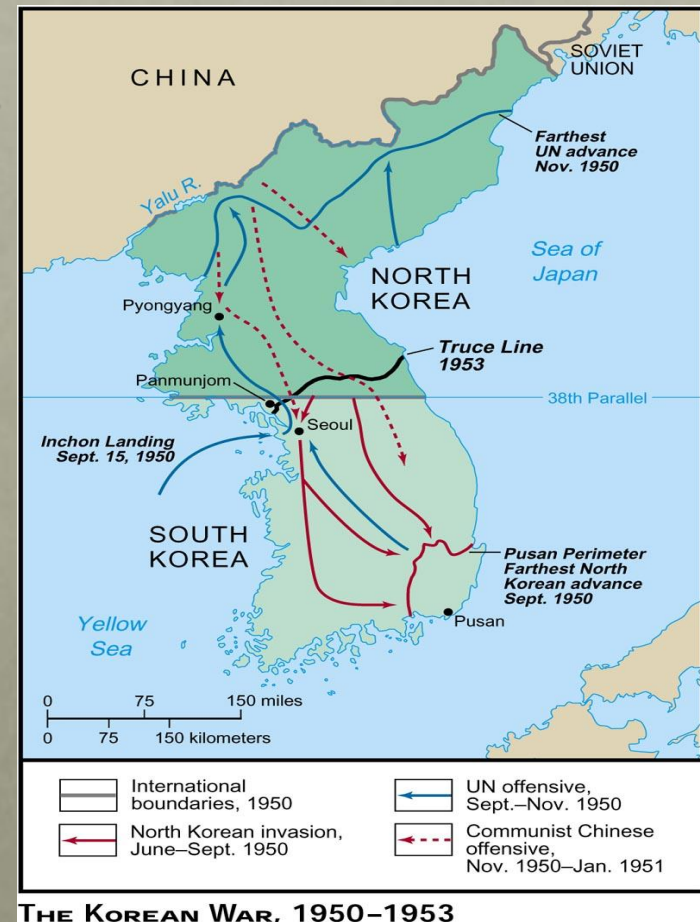 CHINA
SOVIET
UNION
Farthest
UN advance
Nov. 1950
Yalu R.
Sea of
Japan
NORTH
KOREA
Pyongyang
Truce Line
1953
Panmunjom
38th Parallel
Seoul
Inchon Landing
Sept. 15, 1950
SOUTH
KOREA
Pusan Perimeter
Farthest North
Korean advance
Sept. 1950
Pusan
Yellow
Sea
0 75 150 miles
0 75 150 kilometers
International
boundaries, 1950
UN offensive,
Sept.–Nov. 1950
North Korean invasion,
June–Sept. 1950
Communist Chinese
offensive,
Nov. 1950–Jan. 1951
THE KOREAN WAR, 1950–1953